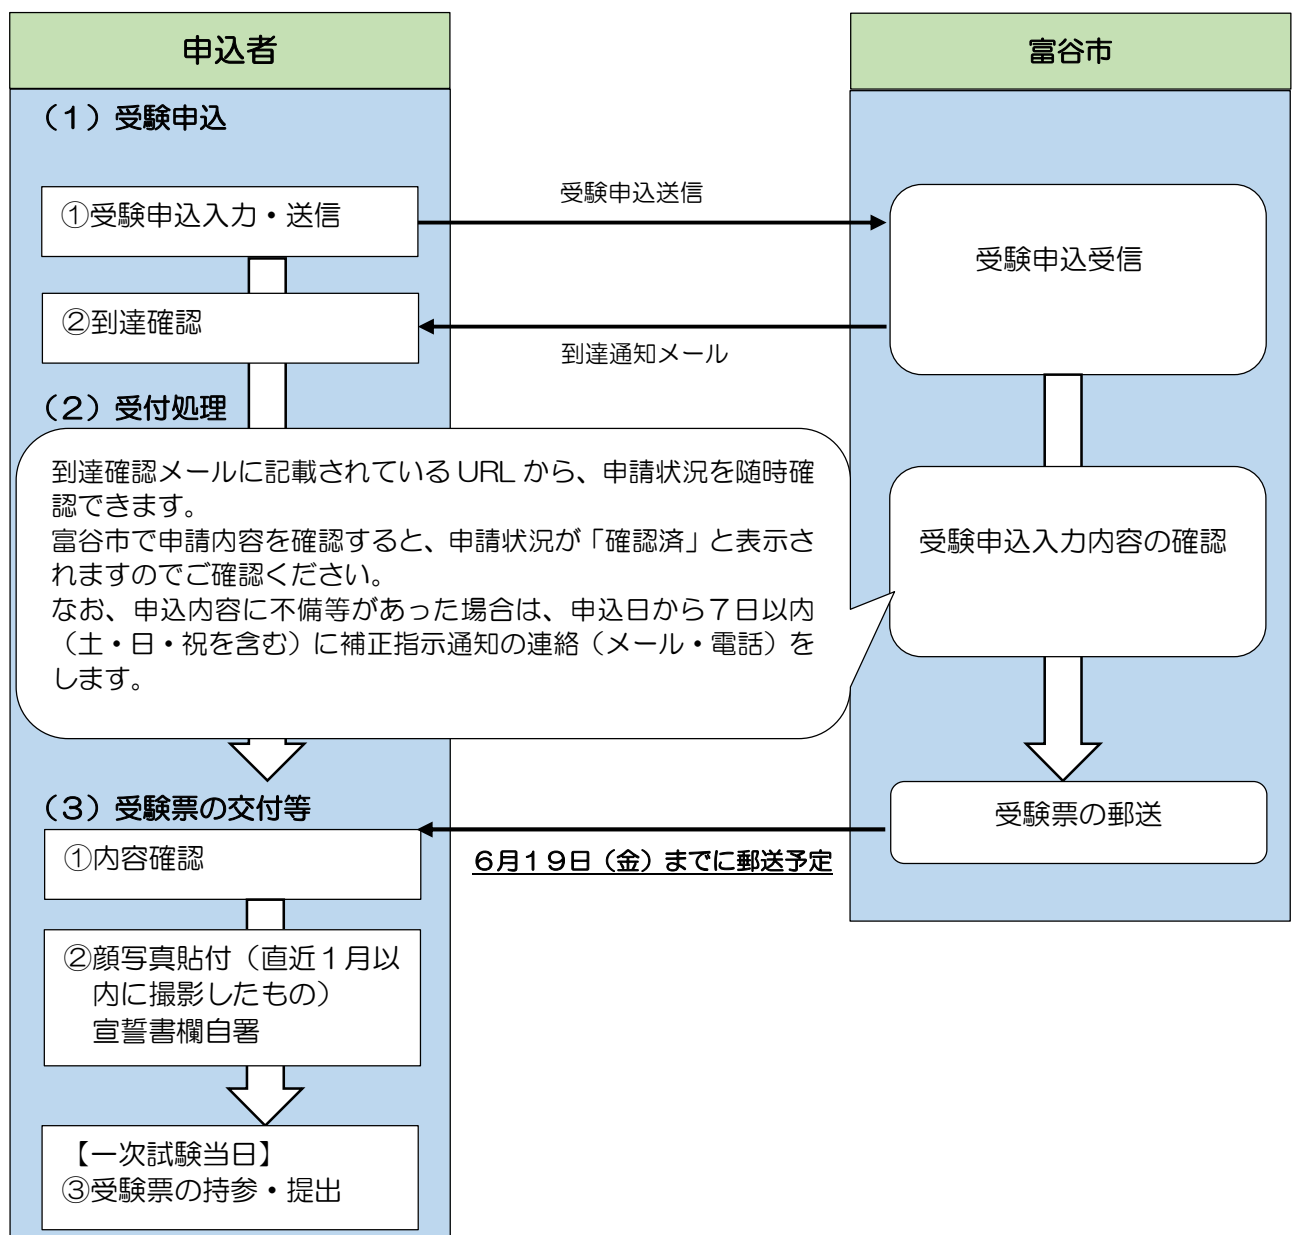 申込者
富谷市
（１）受験申込
①受験申込入力・送信
受験申込送信
受験申込受信
②到達確認
到達通知メール
（２）受付処理
到達確認メールに記載されている URL から、申請状況を随時確
認できます。
富谷市で申請内容を確認すると、申請状況が「確認済」と表示さ
れますのでご確認ください。
なお、申込内容に不備等があった場合は、申込日から７日以内
（土・日・祝を含む）に補正指示通知の連絡（メール・電話）を
します。
受験申込入力内容の確認
（３）受験票の交付等
受験票の郵送
①内容確認
６月１９日（金）までに郵送予定
②顔写真貼付（直近１月以
内に撮影したもの）
宣誓書欄自署
【一次試験当日】
③受験票の持参・提出